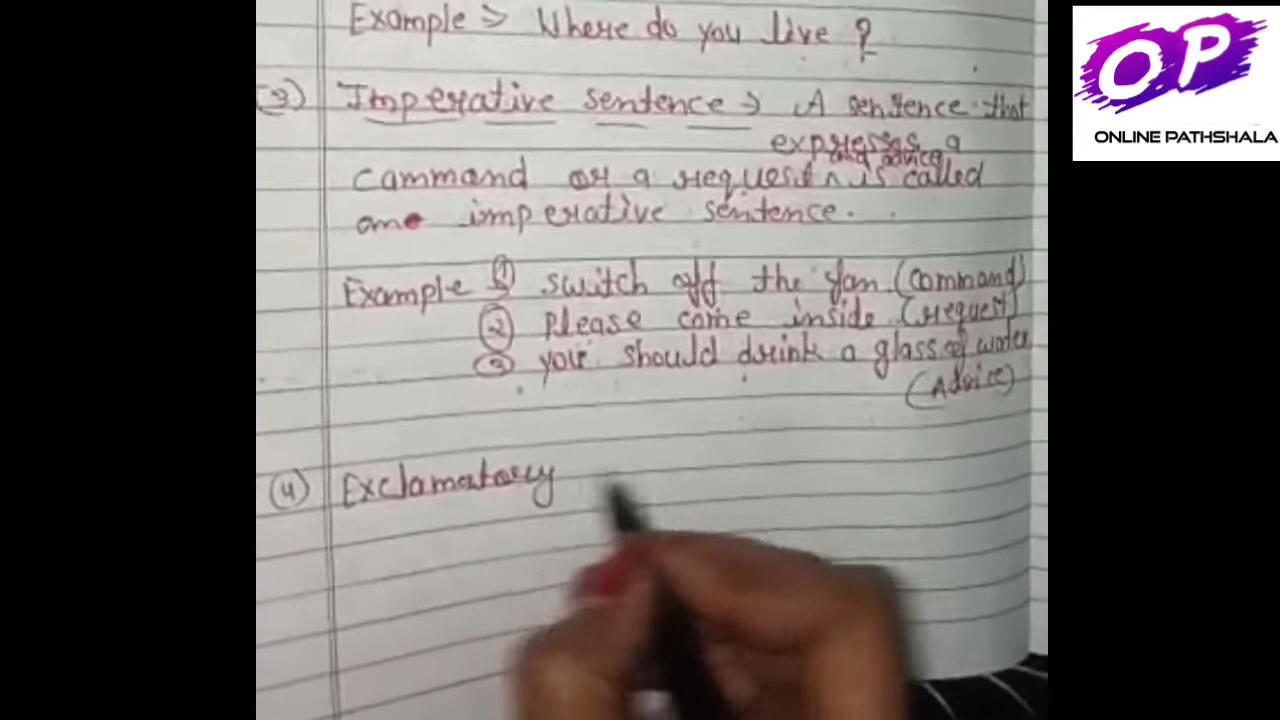 Example → Where do you live ?
(3) Imperative sentence → A sentence that
expresses a
and advice
command or a request ^ is called
an imperative sentence.
Example (1) switch off the fan (command)
(2) Please come inside (request)
(3) your should drink a glass of water
(Advice)
(4) Exclamatory
OP
ONLINE PATHSHALA